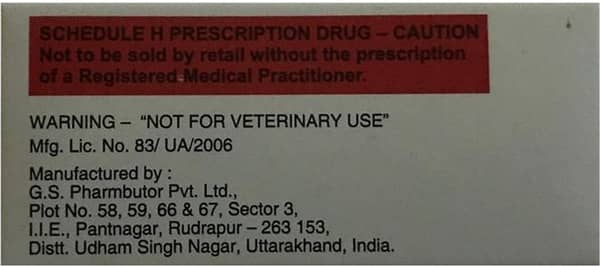 SCHEDULE H PRESCRIPTION DRUG – CAUTION
Not to be sold by retail without the prescription
of a Registered Medical Practitioner.
WARNING – "NOT FOR VETERINARY USE"
Mfg. Lic. No. 83/ UA/2006
Manufactured by :
G.S. Pharmbutor Pvt. Ltd.,
Plot No. 58, 59, 66 & 67, Sector 3,
I.I.E., Pantnagar, Rudrapur – 263 153,
Distt. Udham Singh Nagar, Uttarakhand, India.